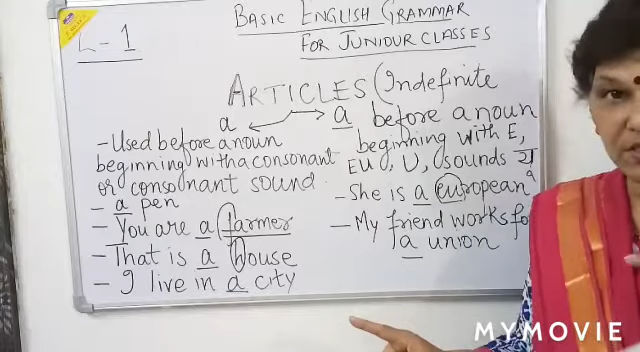 L-1
BASIC ENGLISH GRAMMAR
FOR JUNIOUR CLASSES
ARTICLES (Indefinite
a
- Used before a noun
beginning with a consonant
or consonant sound.
- a pen
- You are a farmer
- That is a house
- I live in a city
a before a noun
beginning with E,
EU, U, sounds य
- She is a european
- My friend works fo
a union
MYMOVIE